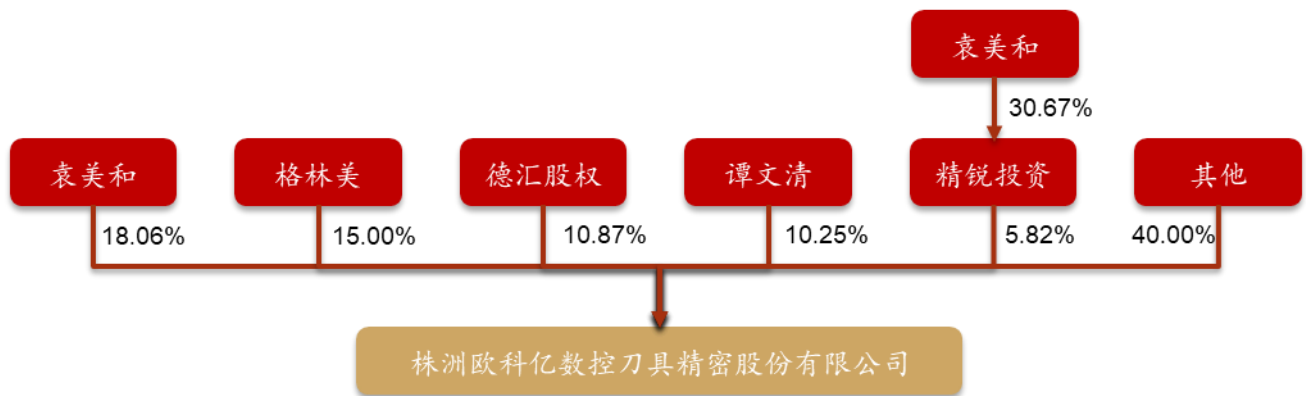 袁美和
30.67%
袁美和
格林美
德汇股权
谭文清
精锐投资
其他
18.06%
15.00%
10.87%
10.25%
5.82%
40.00%
株洲欧科亿数控刀具精密股份有限公司